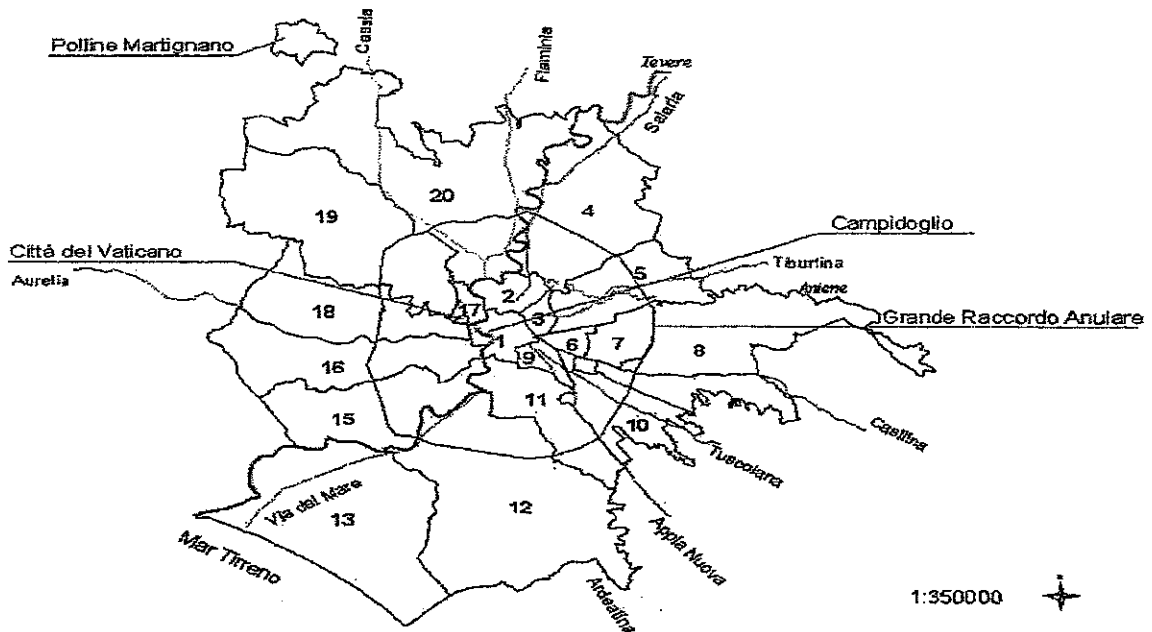 Polline Martignano
Cassia
Flaminia
Tevere
Salaria
20
19
4
Campidoglio
Città del Vaticano
Aurelia
Tiburtina
5
Aniene
2
17
18
3
Grande Raccordo Anulare
1
6
7
8
9
16
11
15
10
Casilina
Tuscolana
Via del Mare
13
12
Appia Nuova
Mar Tirreno
Ardeatina
1:350000